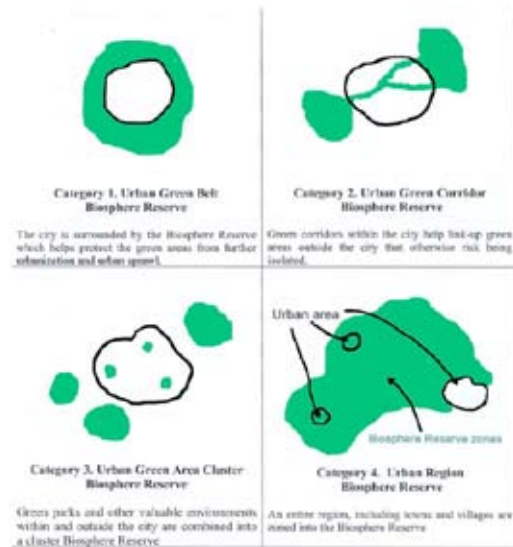 Category 1. Urban Green Belt
Biosphere Reserve
The city is surrounded by the Biosphere Reserve
which helps protect the green areas from further
urbanization and urban sprawl.
Category 2. Urban Green Corridor
Biosphere Reserve
Green corridors within the city help link-up green
areas outside the city that otherwise risk being
isolated.
Category 3. Urban Green Area Cluster
Biosphere Reserve
Green parks and other valuable environments
within and outside the city are combined into
a cluster Biosphere Reserve
Urban area
Biosphere Reserve zones
Category 4. Urban Region
Biosphere Reserve
An entire region, including towns and villages are
zoned into the Biosphere Reserve